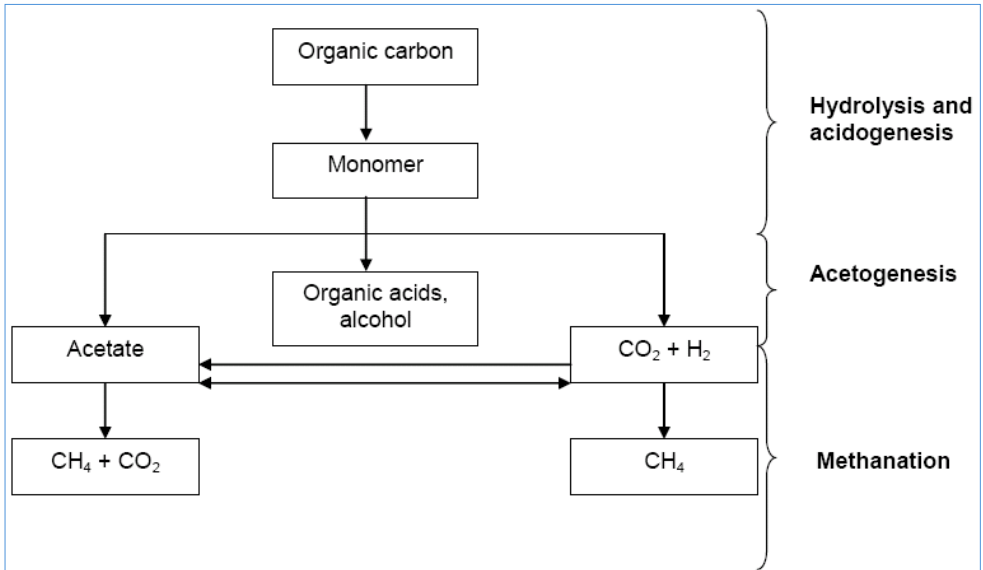 Organic carbon
Hydrolysis and
acidogenesis
Monomer
Acetogenesis
Organic acids,
alcohol
Acetate
CO₂ + H₂
CH₄ + CO₂
CH₄
Methanation